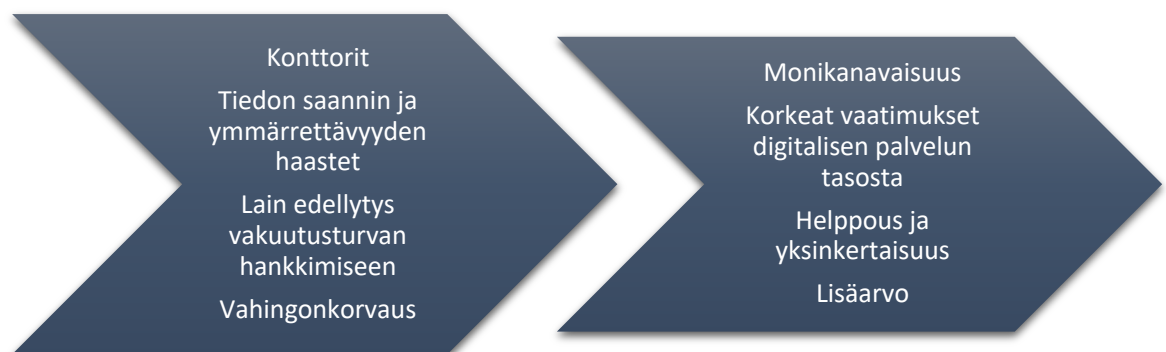 Konttorit
Tiedon saannin ja
ymmärrettävyyden
haastet
Lain edellytys
vakuutusturvan
hankkimiseen
Vahingonkorvaus
Monikanavaisuus
Korkeat vaatimukset
digitalisen palvelun
tasosta
Helppous ja
yksinkertaisuus
Lisäarvo